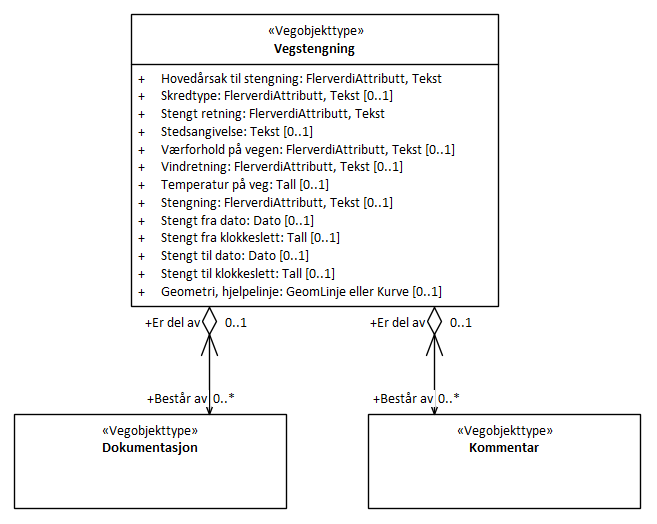 «Vegobjekttype»
Vegstengning
+ Hovedårsak til stengning: FlerverdiAttributt, Tekst
+ Skredtype: FlerverdiAttributt, Tekst [0..1]
+ Stengt retning: FlerverdiAttributt, Tekst
+ Stedsangivelse: Tekst [0..1]
+ Værforhold på vegen: FlerverdiAttributt, Tekst [0..1]
+ Vindretning: FlerverdiAttributt, Tekst [0..1]
+ Temperatur på veg: Tall [0..1]
+ Stengning: FlerverdiAttributt, Tekst [0..1]
+ Stengt fra dato: Dato [0..1]
+ Stengt fra klokkeslett: Tall [0..1]
+ Stengt til dato: Dato [0..1]
+ Stengt til klokkeslett: Tall [0..1]
+ Geometri, hjelpelinje: GeomLinje eller Kurve [0..1]
+Er del av 0..1
+Er del av 0..1
+Består av 0..*
+Består av 0..*
«Vegobjekttype»
Dokumentasjon
«Vegobjekttype»
Kommentar